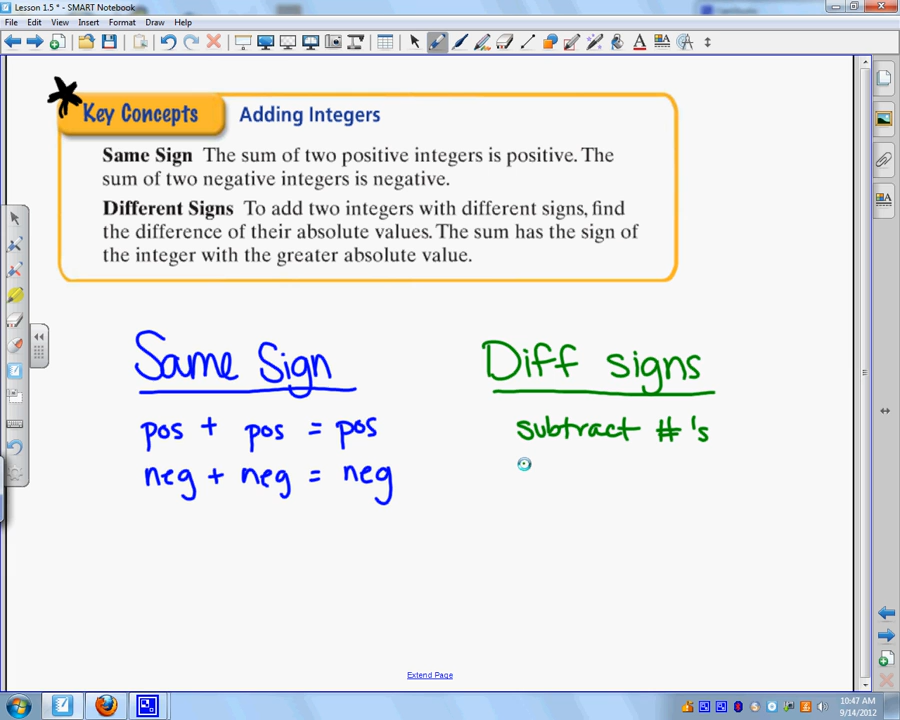 Lesson 1.5 * - SMART Notebook
File Edit View Insert Format Draw Help
Key Concepts Adding Integers
Same Sign The sum of two positive integers is positive. The
sum of two negative integers is negative.
Different Signs To add two integers with different signs, find
the difference of their absolute values. The sum has the sign of
the integer with the greater absolute value.
Same Sign
pos + pos = pos
neg + neg = neg
Diff signs
subtract #'s
Extend Page
10:47 AM
9/14/2012